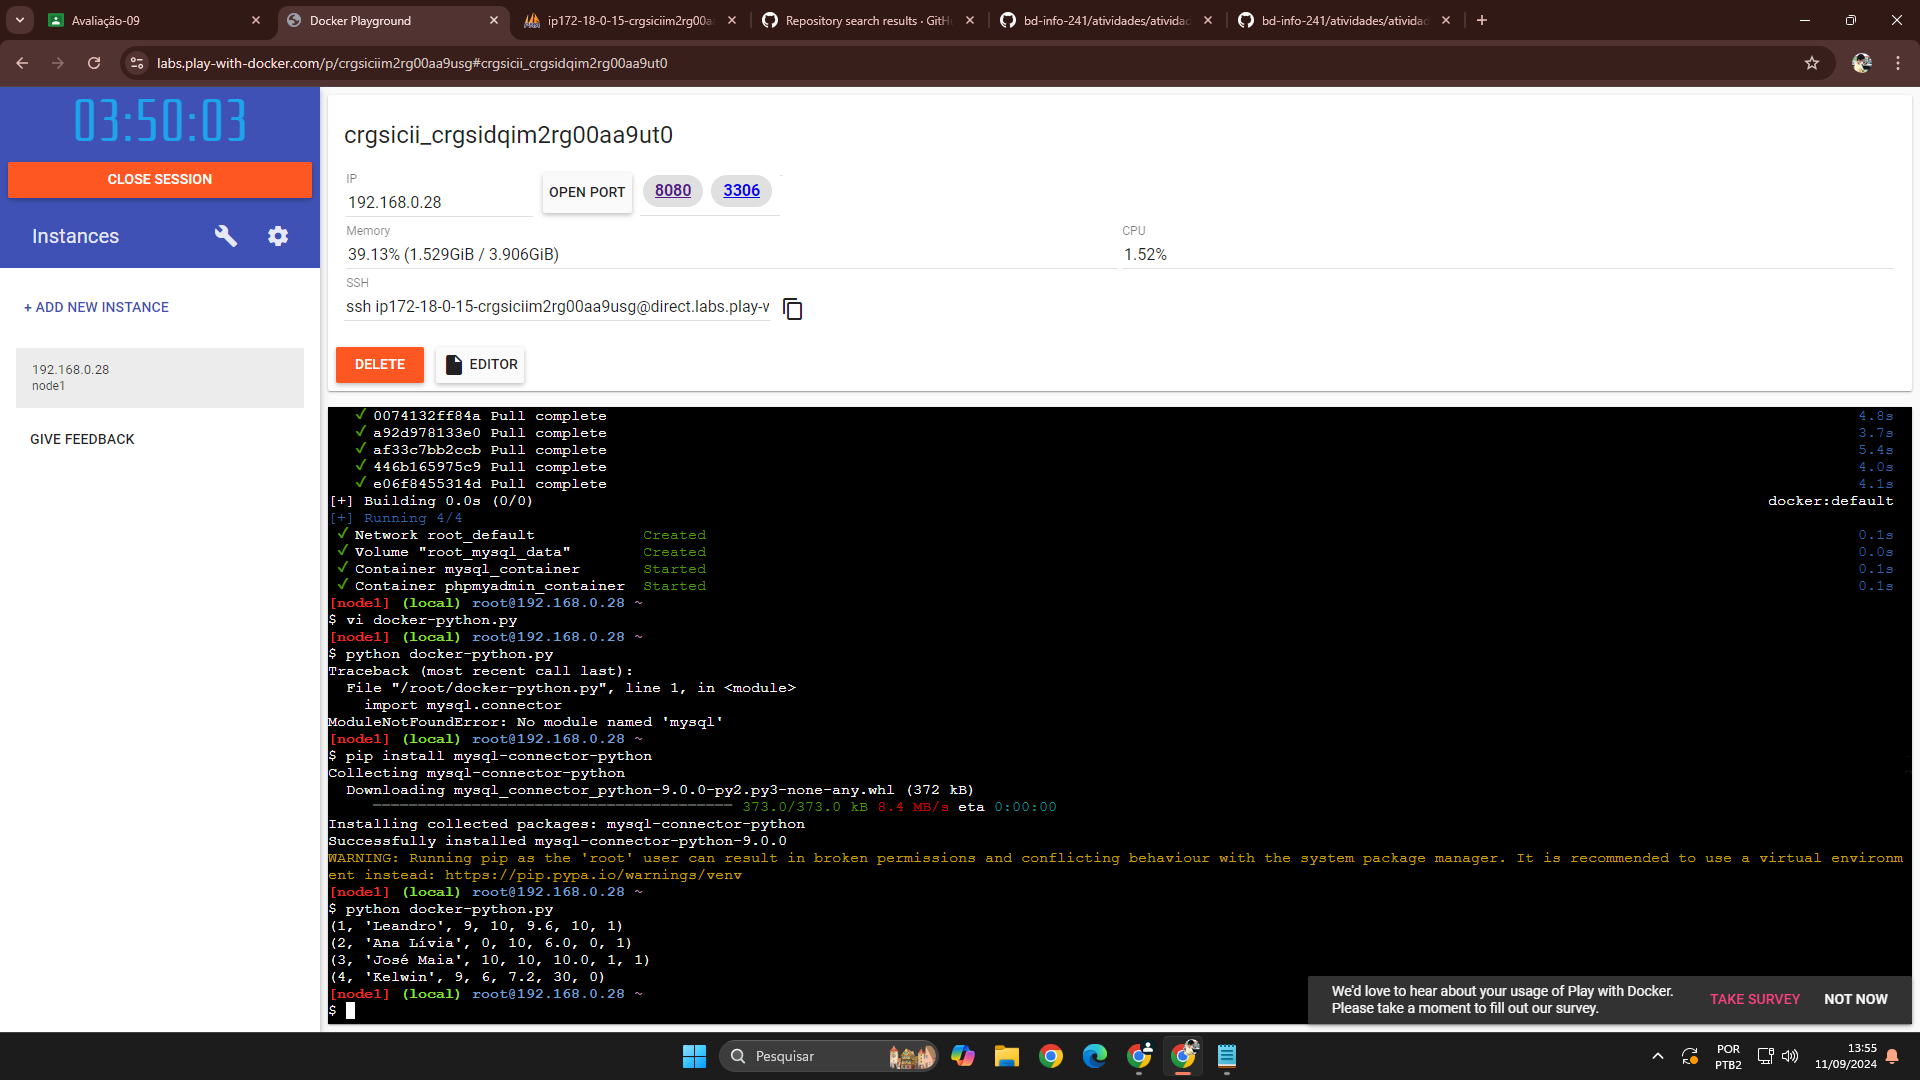 Avaliação-09
Docker Playground
ip172-18-0-15-crgsiciim2rg00aa
Repository search results · GitH
bd-info-241/atividades/ativida
bd-info-241/atividades/ativida
labs.play-with-docker.com/p/crgsiciim2rg00aa9usg#crgsicii_crgsidqim2rg00aa9ut0
03:50:03
CLOSE SESSION
Instances
+ ADD NEW INSTANCE
192.168.0.28
node1
GIVE FEEDBACK
crgsicii_crgsidqim2rg00aa9ut0
IP
192.168.0.28
OPEN PORT
8080
3306
Memory
39.13% (1.529GiB / 3.906GiB)
CPU
1.52%
SSH
ssh ip172-18-0-15-crgsiciim2rg00aa9usg@direct.labs.play-w
DELETE
EDITOR
✓ 0074132ff84a Pull complete 4.8s
✓ a92d978133e0 Pull complete 3.7s
✓ af33c7bb2ccb Pull complete 5.4s
✓ 446b165975c9 Pull complete 4.0s
✓ e06f8455314d Pull complete 4.1s
[+] Building 0.0s (0/0) docker:default
[+] Running 4/4
✓ Network root_default Created 0.1s
✓ Volume "root_mysql_data" Created 0.0s
✓ Container mysql_container Started 0.1s
✓ Container phpmyadmin_container Started 0.1s
[node1] (local) root@192.168.0.28 ~
$ vi docker-python.py
[node1] (local) root@192.168.0.28 ~
$ python docker-python.py
Traceback (most recent call last):
File "/root/docker-python.py", line 1, in <module>
import mysql.connector
ModuleNotFoundError: No module named 'mysql'
[node1] (local) root@192.168.0.28 ~
$ pip install mysql-connector-python
Collecting mysql-connector-python
Downloading mysql_connector_python-9.0.0-py2.py3-none-any.whl (372 kB)
373.0/373.0 kB 8.4 MB/s eta 0:00:00
Installing collected packages: mysql-connector-python
Successfully installed mysql-connector-python-9.0.0
WARNING: Running pip as the 'root' user can result in broken permissions and conflicting behaviour with the system package manager. It is recommended to use a virtual environm
ent instead: https://pip.pypa.io/warnings/venv
[node1] (local) root@192.168.0.28 ~
$ python docker-python.py
(1, 'Leandro', 9, 10, 9.6, 10, 1)
(2, 'Ana Lívia', 0, 10, 6.0, 0, 1)
(3, 'José Maia', 10, 10, 10.0, 1, 1)
(4, 'Kelwin', 9, 6, 7.2, 30, 0)
[node1] (local) root@192.168.0.28 ~
$
We'd love to hear about your usage of Play with Docker.
Please take a moment to fill out our survey.
TAKE SURVEY
NOT NOW
Pesquisar
POR
PTB2
13:55
11/09/2024